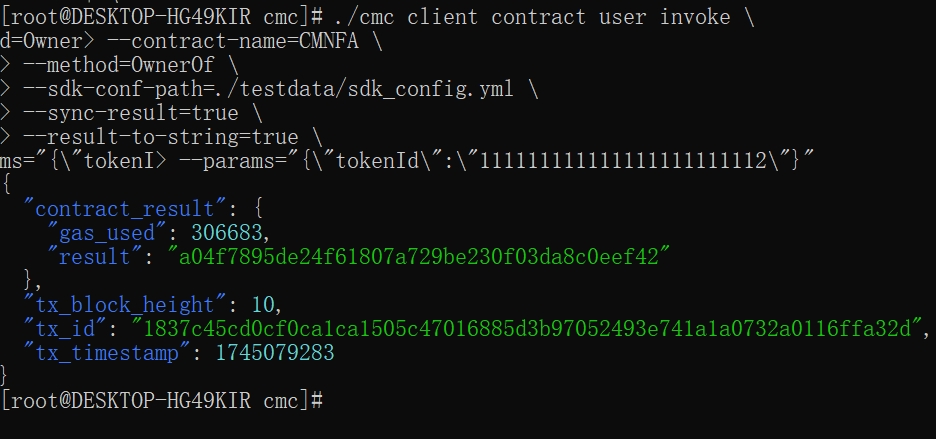 [root@DESKTOP-HG49KIR cmc]# ./cmc client contract user invoke \
d=Owner> --contract-name=CMNFA \
> --method=OwnerOf \
> --sdk-conf-path=./testdata/sdk_config.yml \
> --sync-result=true \
> --result-to-string=true \
ms="{\"tokenI> --params="{\"tokenId\":\"111111111111111111111112\"}"
{
  "contract_result": {
    "gas_used": 306683,
    "result": "a04f7895de24f61807a729be230f03da8c0eef42"
  },
  "tx_block_height": 10,
  "tx_id": "1837c45cd0cf0ca1ca1505c47016885d3b97052493e741a1a0732a0116ffa32d",
  "tx_timestamp": 1745079283
}
[root@DESKTOP-HG49KIR cmc]#